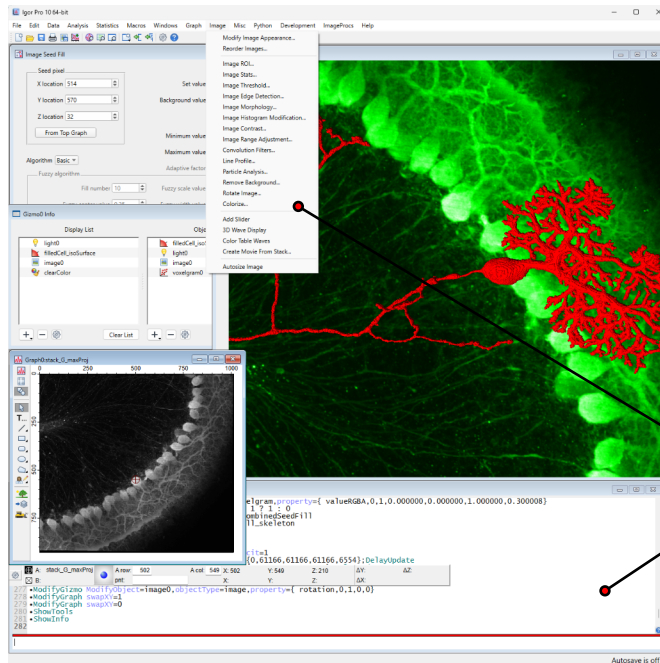 Igor Pro 10 64-bit
File Edit Data Analysis Statistics Macros Windows Graph Image Misc Python Development ImageProcs Help
Modify Image Appearance...
Reorder Images...
Image ROI...
Image Stats...
Image Threshold...
Image Edge Detection...
Image Morphology...
Image Histogram Modification...
Image Contrast...
Image Range Adjustment...
Convolution Filters...
Line Profile...
Particle Analysis...
Remove Background...
Rotate Image...
Colorize...
Add Slider
3D Wave Display
Color Table Waves
Create Movie From Stack...
Autosize Image
Image Seed Fill
Seed pixel
X location 514 Set value
Y location 570 Background value
Z location 32
From Top Graph Minimum value
Maximum value
Algorithm Basic Adaptive factor
Fuzzy algorithm
Fill number 10 Fuzzy scale value
Gizmo0 Info
Display List Obje
light0 filledCell_iso
filledCell_isoSurface light0
image0 image0
clearColor voxelgram0
Clear List
Graph0:stack_G_maxProj
0 250 500 750 1000
0
250
500
750
T...
elgram,property={ valueRGBA,0,1,0.000000,0.000000,1.000000,0.300008}
1 ? 1 : 0
ombinedSeedFill
ll_skeleton
cit=1
{0,61166,61166,61166,6554};DelayUpdate
A: stack_G_maxProj A row: 502 A col: 549 X: 502 Y: 549 Z: 210 ΔY: ΔZ:
B: pnt: X: Y: Z: ΔX:
277 •ModifyGizmo ModifyObject=image0,objectType=image,property={ rotation,0,1,0,0}
278 •ModifyGraph swapXY=1
279 •ModifyGraph swapXY=0
280 •ShowTools
281 •ShowInfo
282
Autosave is off